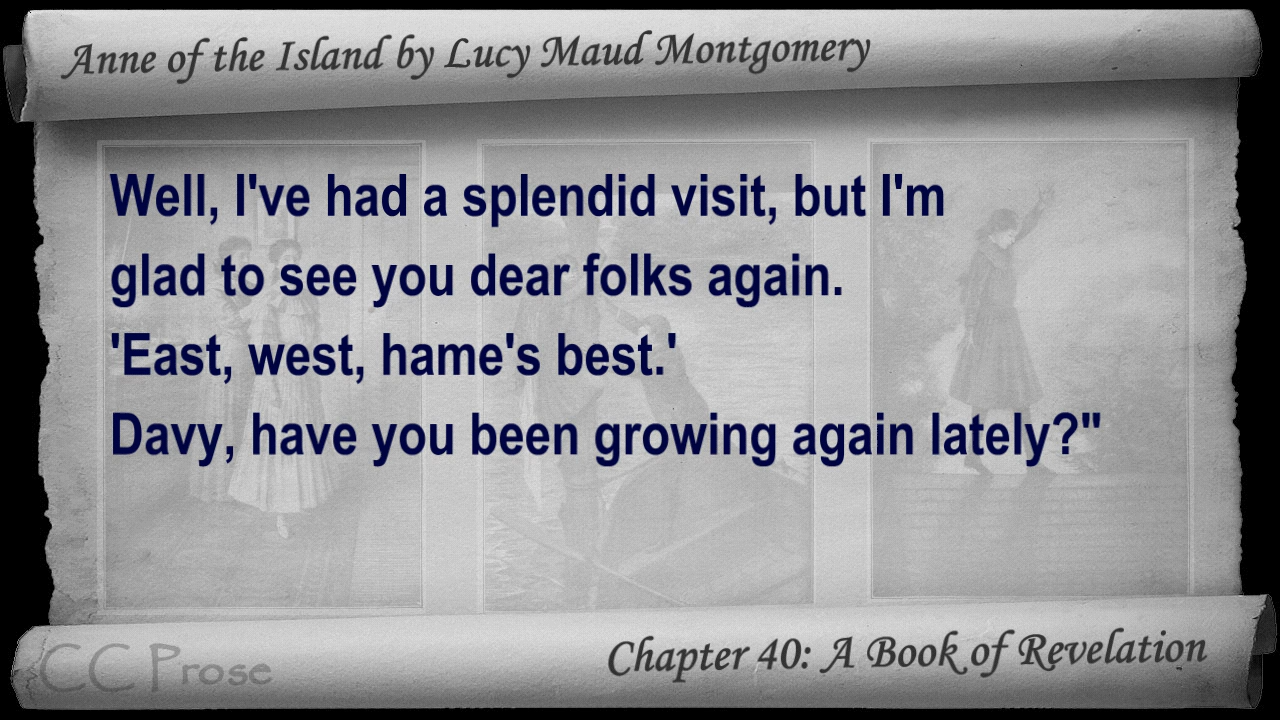 Anne of the Island by Lucy Maud Montgomery
Well, I've had a splendid visit, but I'm
glad to see you dear folks again.
'East, west, hame's best.'
Davy, have you been growing again lately?"
CC Prose
Chapter 40: A Book of Revelation